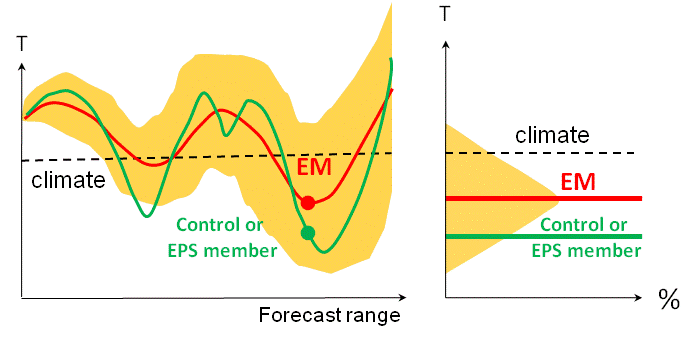 T
climate
EM
Control or
EPS member
Forecast range
T
climate
EM
Control or
EPS member
%